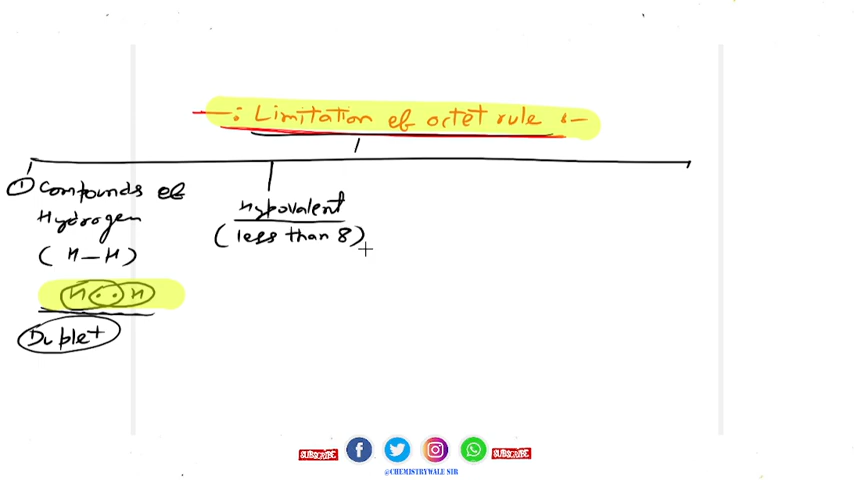 -: Limitation of octet rule :-
① Compounds of
Hydrogen
(H-H)
H : H
Duplet
Hypovalent
(less than 8)
SUBSCRIBE
SUBSCRIBE
@CHEMISTRYWALE SIR